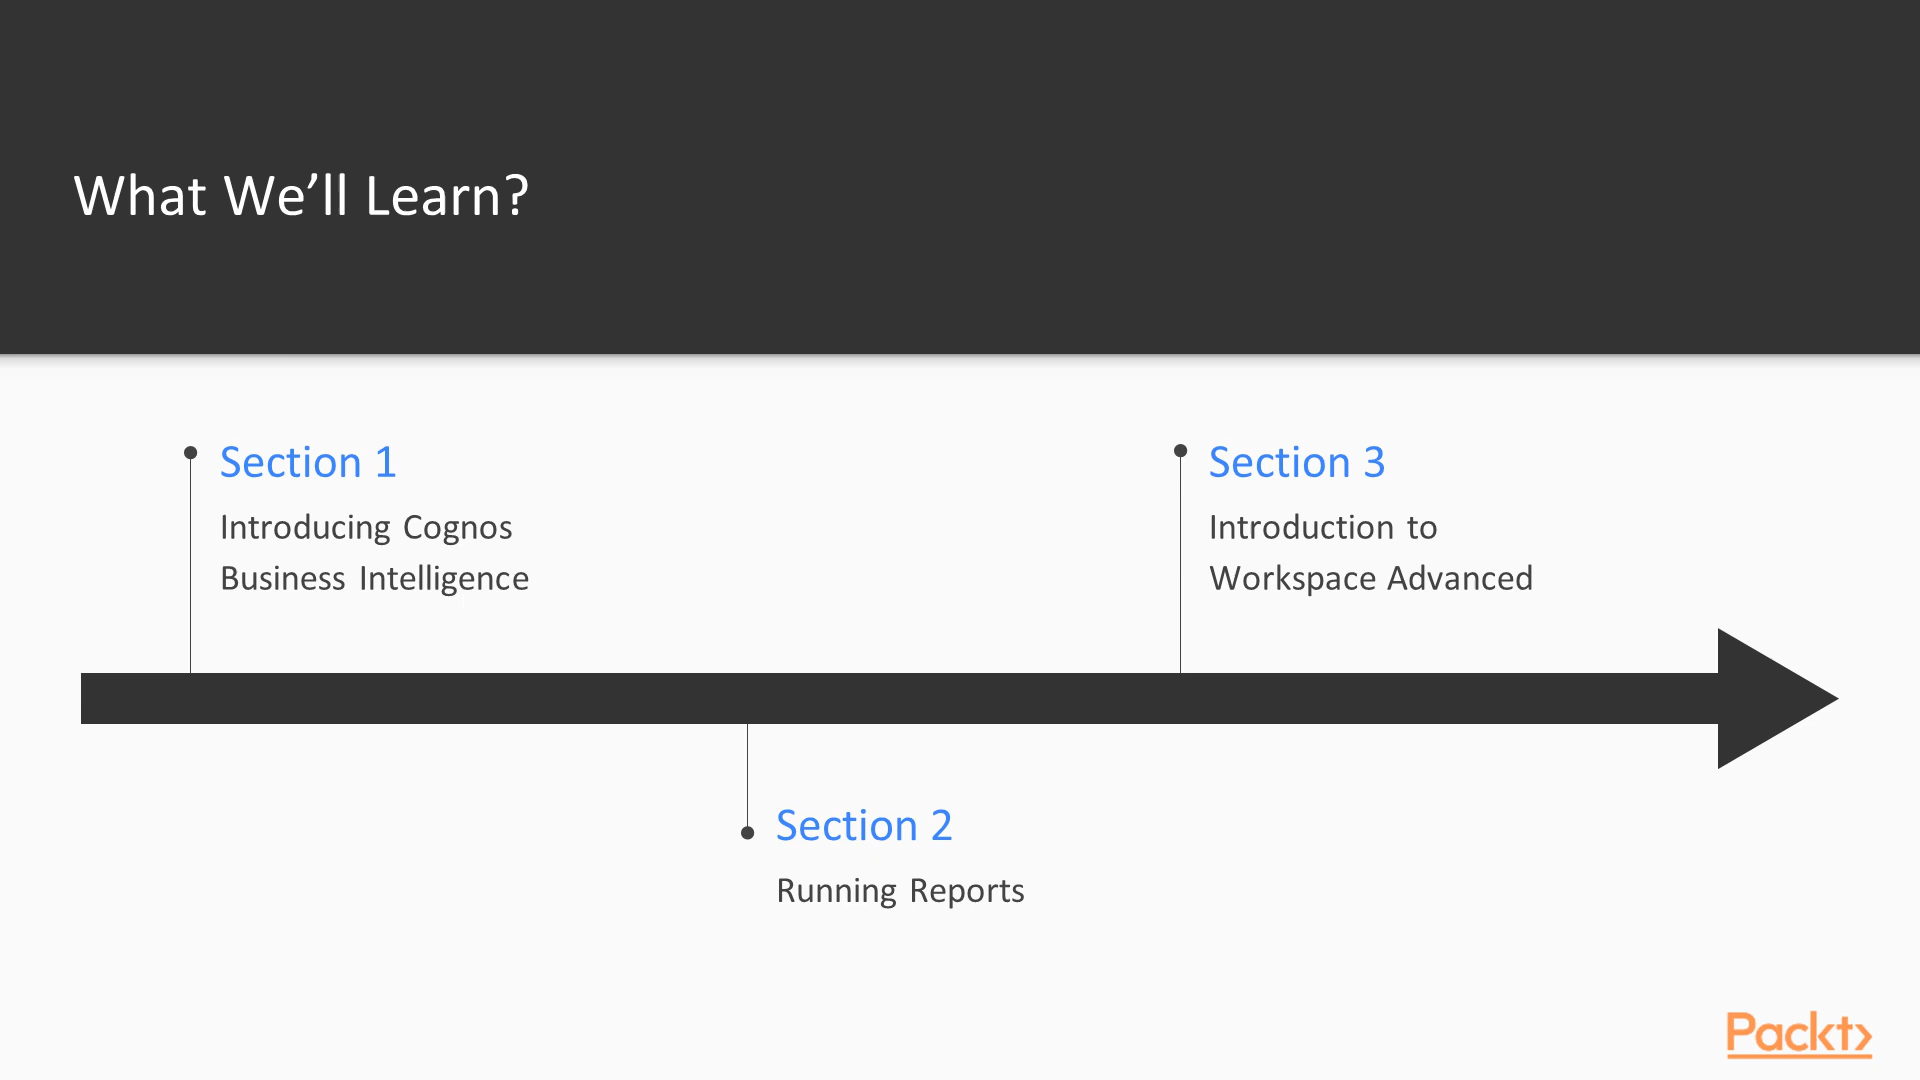 What We’ll Learn?
Section 1
Introducing Cognos
Business Intelligence
Section 2
Running Reports
Section 3
Introduction to
Workspace Advanced
Packt>